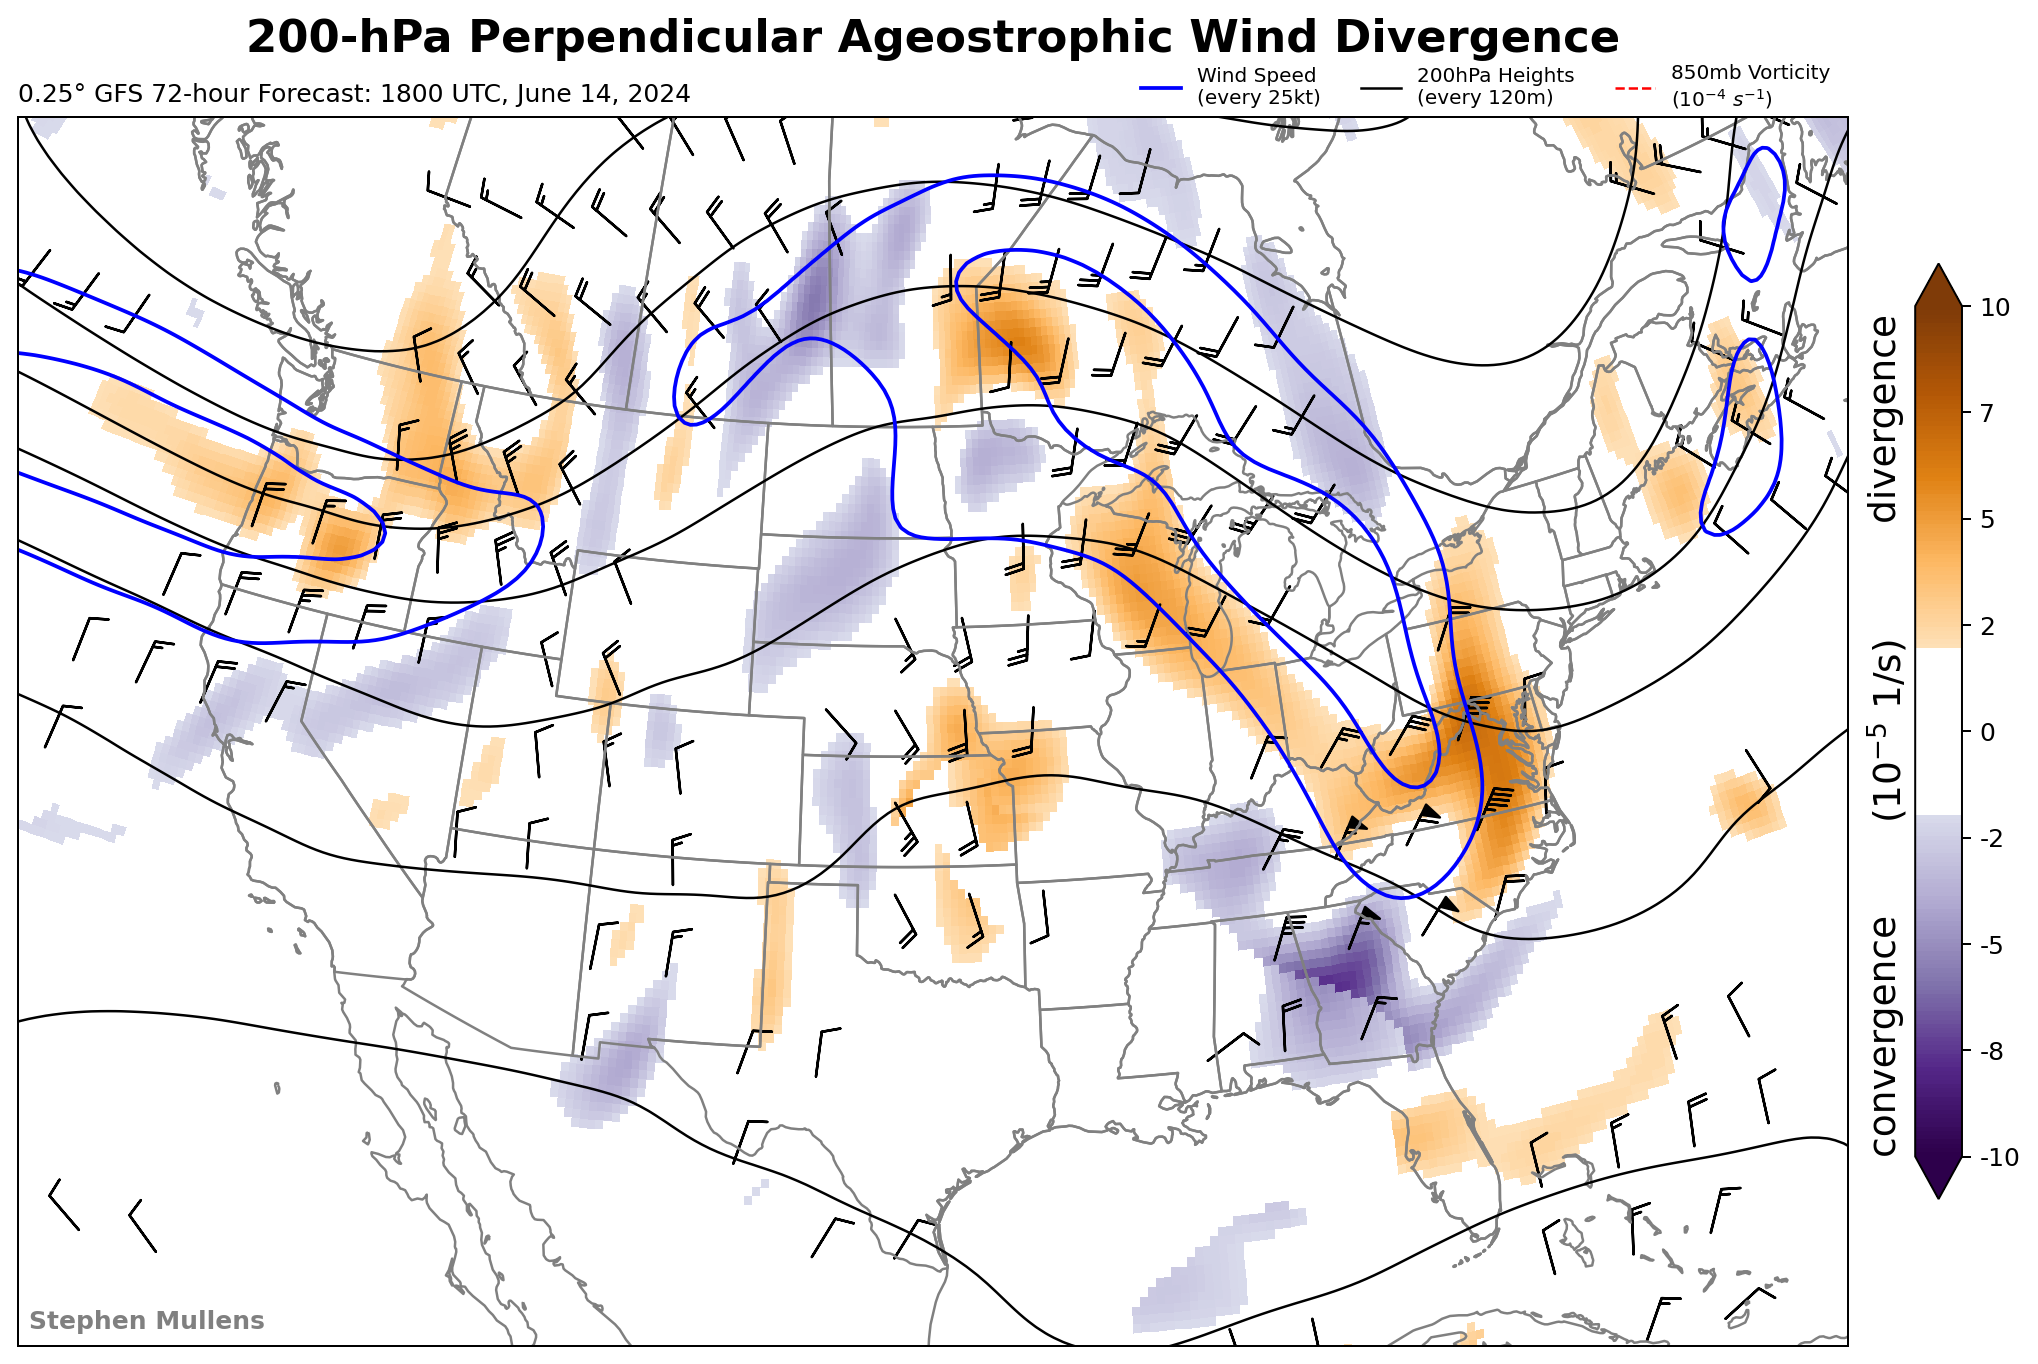 200-hPa Perpendicular Ageostrophic Wind Divergence
0.25° GFS 72-hour Forecast: 1800 UTC, June 14, 2024
Wind Speed
(every 25kt)
200hPa Heights
(every 120m)
850mb Vorticity
(10⁻⁴ s⁻¹)
10
7
5
2
0
-2
-5
-8
-10
convergence (10⁻⁵ 1/s) divergence
Stephen Mullens